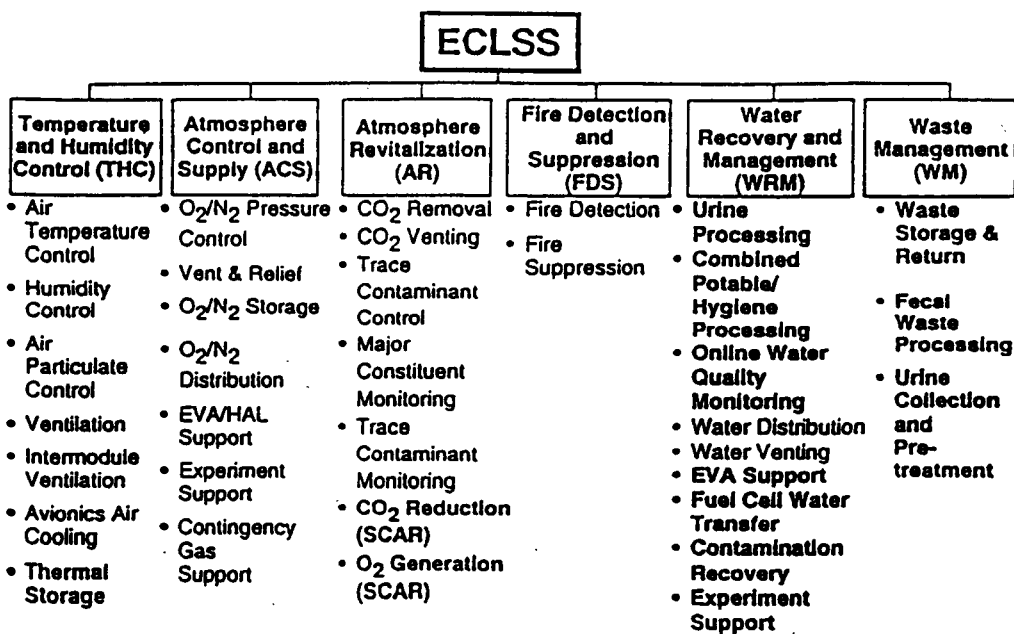 ECLSS
Temperature
and Humidity
Control (THC)
• Air
Temperature
Control
• Humidity
Control
• Air
Particulate
Control
• Ventilation
• Intermodule
Ventilation
• Avionics Air
Cooling
• Thermal
Storage
Atmosphere
Control and
Supply (ACS)
• O2/N2 Pressure
Control
• Vent & Relief
• O2/N2 Storage
• O2/N2
Distribution
• EVA/HAL
Support
• Experiment
Support
• Contingency
Gas
Support
Atmosphere
Revitalization
(AR)
• CO2 Removal
• CO2 Venting
• Trace
Contaminant
Control
• Major
Constituent
Monitoring
• Trace
Contaminant
Monitoring
• CO2 Reduction
(SCAR)
• O2 Generation
(SCAR)
Fire Detection
and
Suppression
(FDS)
• Fire Detection
• Fire
Suppression
Water
Recovery and
Management
(WRM)
• Urine
Processing
• Combined
Potable/
Hygiene
Processing
• Online Water
Quality
Monitoring
• Water Distribution
• Water Venting
• EVA Support
• Fuel Cell Water
Transfer
• Contamination
Recovery
• Experiment
Support
Waste
Management
(WM)
• Waste
Storage &
Return
• Fecal
Waste
Processing
• Urine
Collection
and
Pre-
treatment